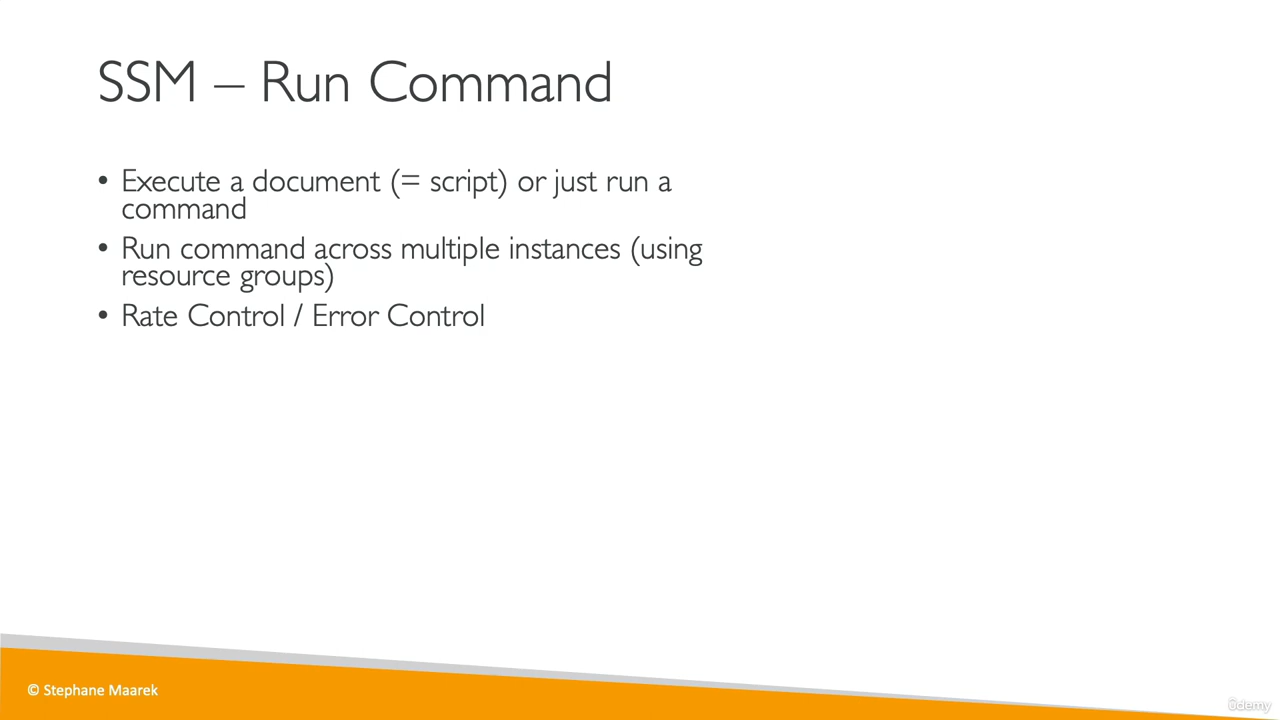 SSM – Run Command
• Execute a document (= script) or just run a
command
• Run command across multiple instances (using
resource groups)
• Rate Control / Error Control
© Stephane Maarek
ûdemy